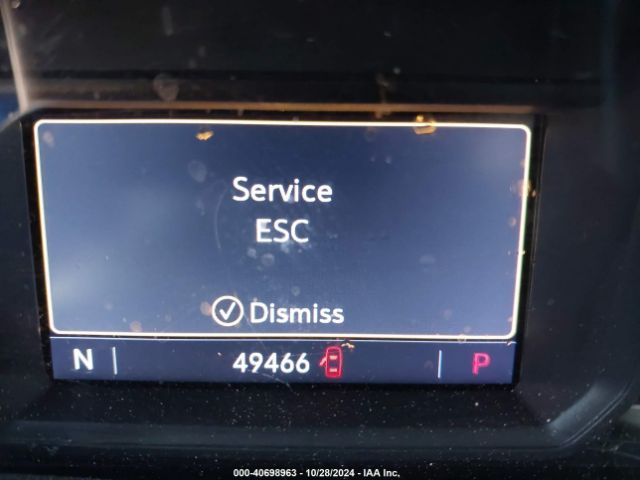 Service
ESC
Dismiss
N 49466 P
000-40698963 - 10/28/2024 - IAA Inc.